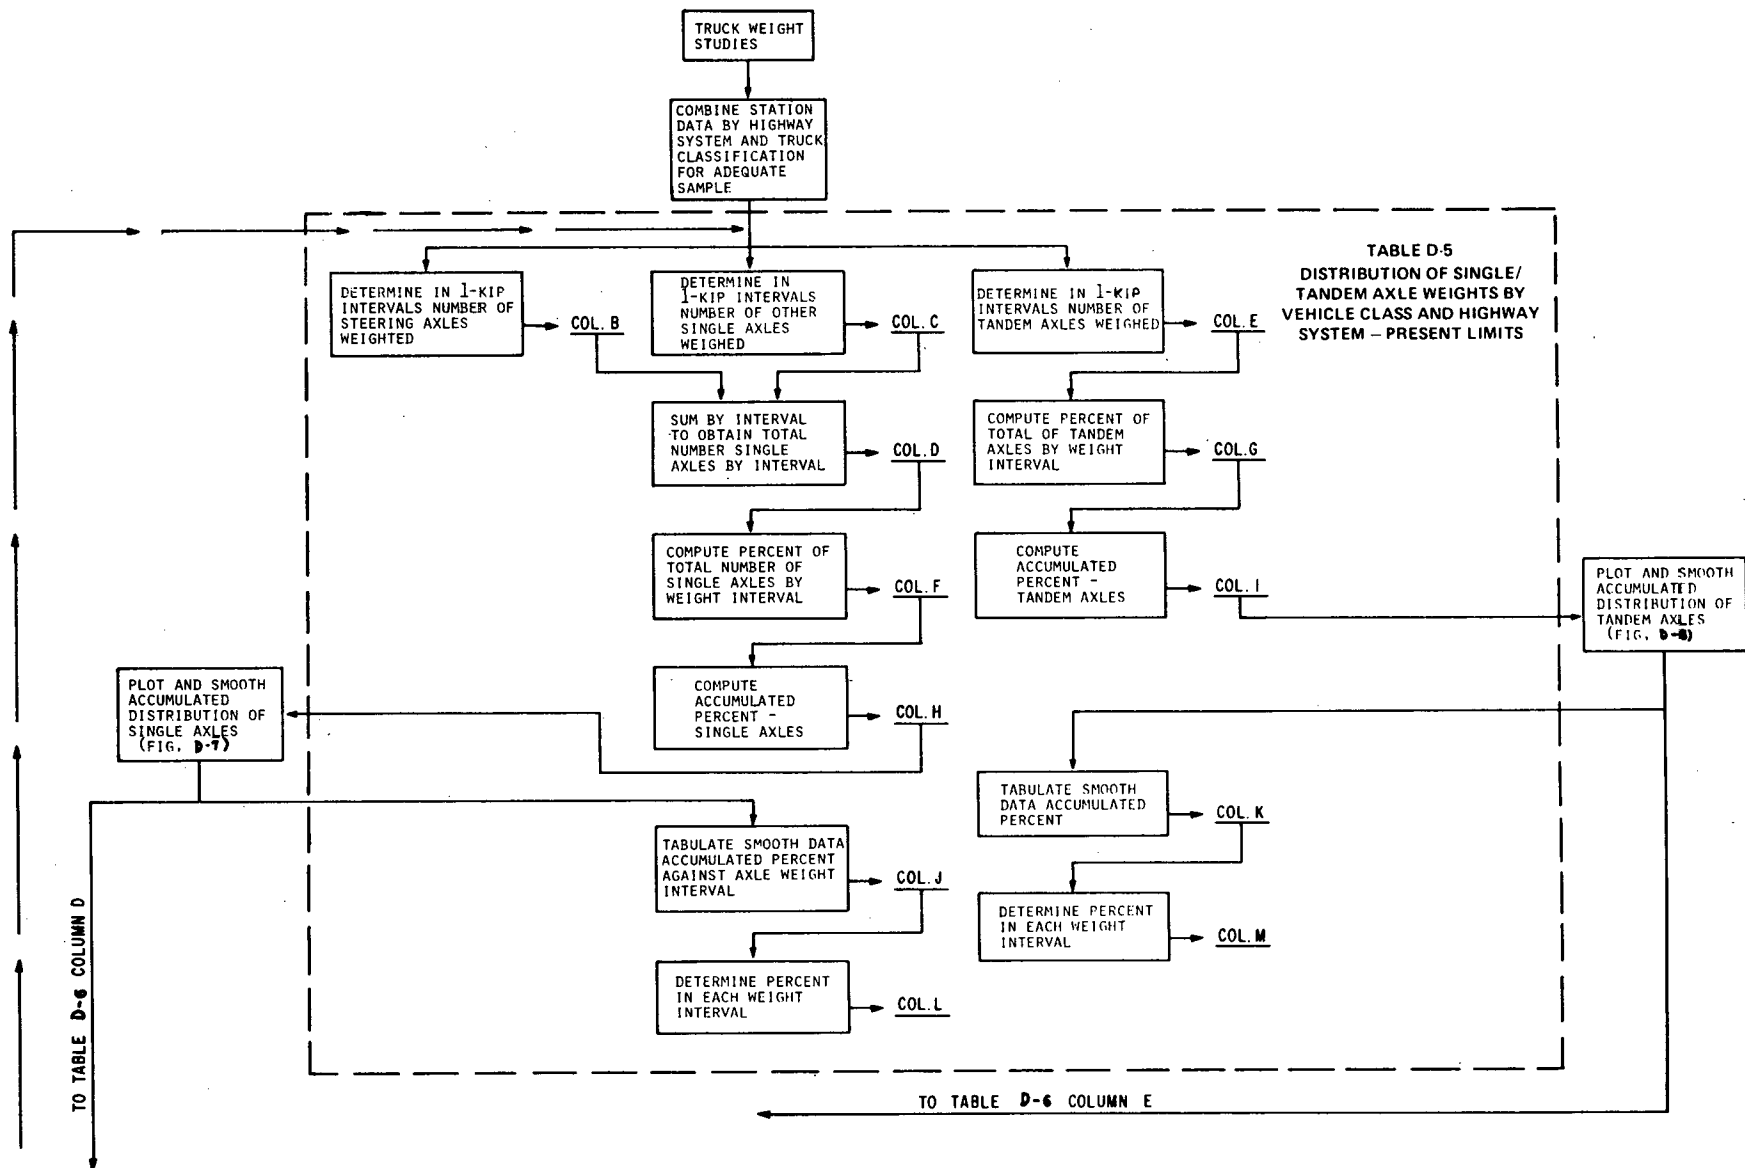 TRUCK WEIGHT
STUDIES
COMBINE STATION
DATA BY HIGHWAY
SYSTEM AND TRUCK
CLASSIFICATION
FOR ADEQUATE
SAMPLE
TABLE D-5
DISTRIBUTION OF SINGLE/
TANDEM AXLE WEIGHTS BY
VEHICLE CLASS AND HIGHWAY
SYSTEM – PRESENT LIMITS
DETERMINE IN 1-KIP
INTERVALS NUMBER OF
STEERING AXLES
WEIGHTED
COL. B
DETERMINE IN
1-KIP INTERVALS
NUMBER OF OTHER
SINGLE AXLES
WEIGHED
COL. C
DETERMINE IN 1-KIP
INTERVALS NUMBER OF
TANDEM AXLES WEIGHED
COL. E
SUM BY INTERVAL
TO OBTAIN TOTAL
NUMBER SINGLE
AXLES BY INTERVAL
COL. D
COMPUTE PERCENT OF
TOTAL OF TANDEM
AXLES BY WEIGHT
INTERVAL
COL.G
COMPUTE PERCENT OF
TOTAL NUMBER OF
SINGLE AXLES BY
WEIGHT INTERVAL
COL. F
COMPUTE
ACCUMULATED
PERCENT –
TANDEM AXLES
COL. I
PLOT AND SMOOTH
ACCUMULATED
DISTRIBUTION OF
TANDEM AXLES
(FIG. D-8)
PLOT AND SMOOTH
ACCUMULATED
DISTRIBUTION OF
SINGLE AXLES
(FIG. D-7)
COMPUTE
ACCUMULATED
PERCENT –
SINGLE AXLES
COL. H
TABULATE SMOOTH
DATA ACCUMULATED
PERCENT
COL. K
TABULATE SMOOTH DATA
ACCUMULATED PERCENT
AGAINST AXLE WEIGHT
INTERVAL
COL. J
DETERMINE PERCENT
IN EACH WEIGHT
INTERVAL
COL. M
DETERMINE PERCENT
IN EACH WEIGHT
INTERVAL
COL. L
TO TABLE D-6 COLUMN D
TO TABLE D-6 COLUMN E